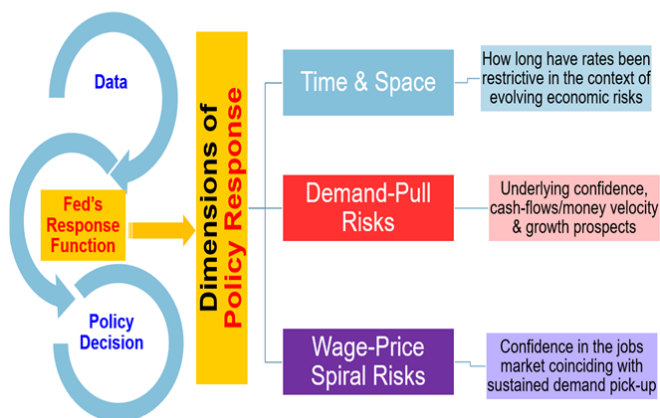 Data
Fed's
Response
Function
Policy
Decision
Dimensions of
Policy Response
Time & Space
How long have rates been
restrictive in the context of
evolving economic risks
Demand-Pull
Risks
Underlying confidence,
cash-flows/money velocity
& growth prospects
Wage-Price
Spiral Risks
Confidence in the jobs
market coinciding with
sustained demand pick-up